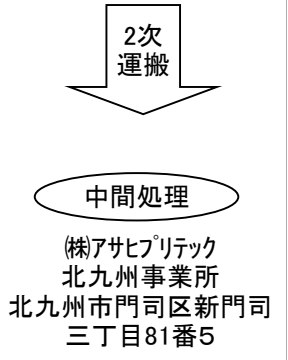 2次
運搬
中間処理
㈱ｱｻﾋﾌﾟﾘﾃｯｸ
北九州事業所
北九州市門司区新門司
三丁目81番5